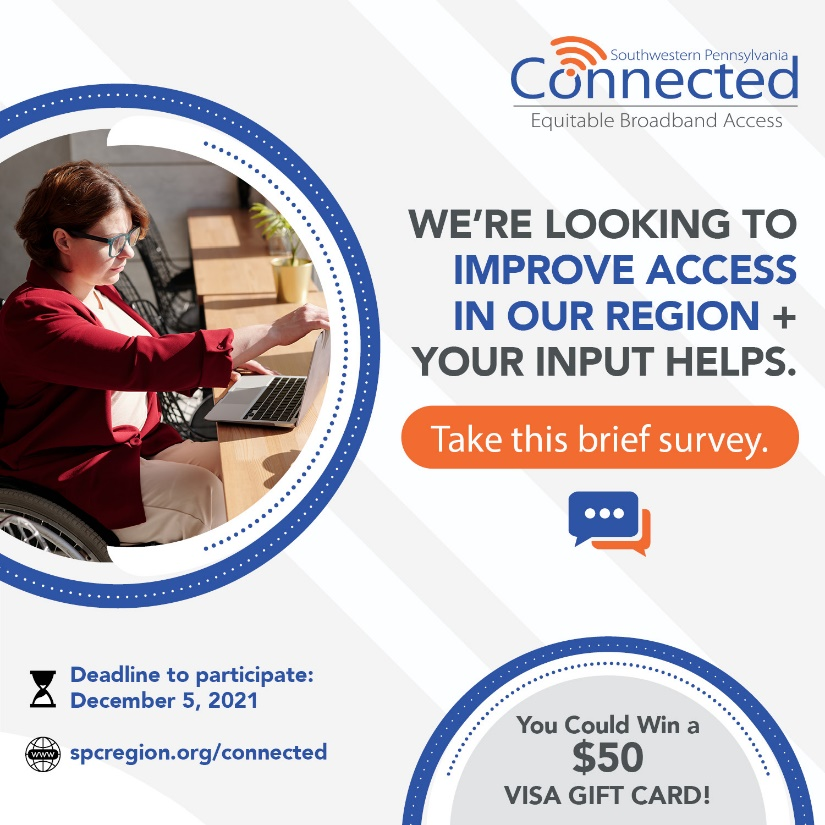 Southwestern Pennsylvania
Connected
Equitable Broadband Access
WE’RE LOOKING TO
IMPROVE ACCESS
IN OUR REGION +
YOUR INPUT HELPS.
Take this brief survey.
Deadline to participate:
December 5, 2021
www
spcregion.org/connected
You Could Win a
$50
VISA GIFT CARD!